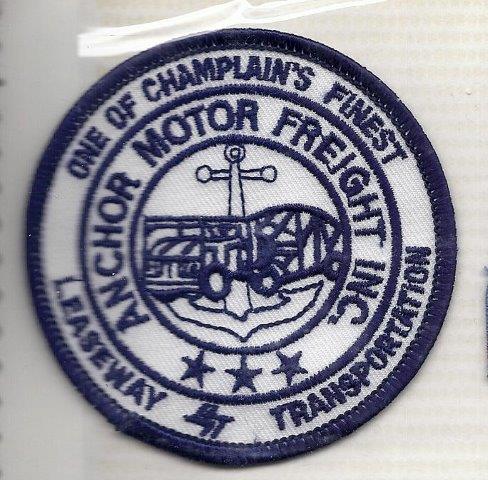 ONE OF CHAMPLAIN'S FINEST
ANCHOR MOTOR FREIGHT INC.
LEASEWAY TRANSPORTATION